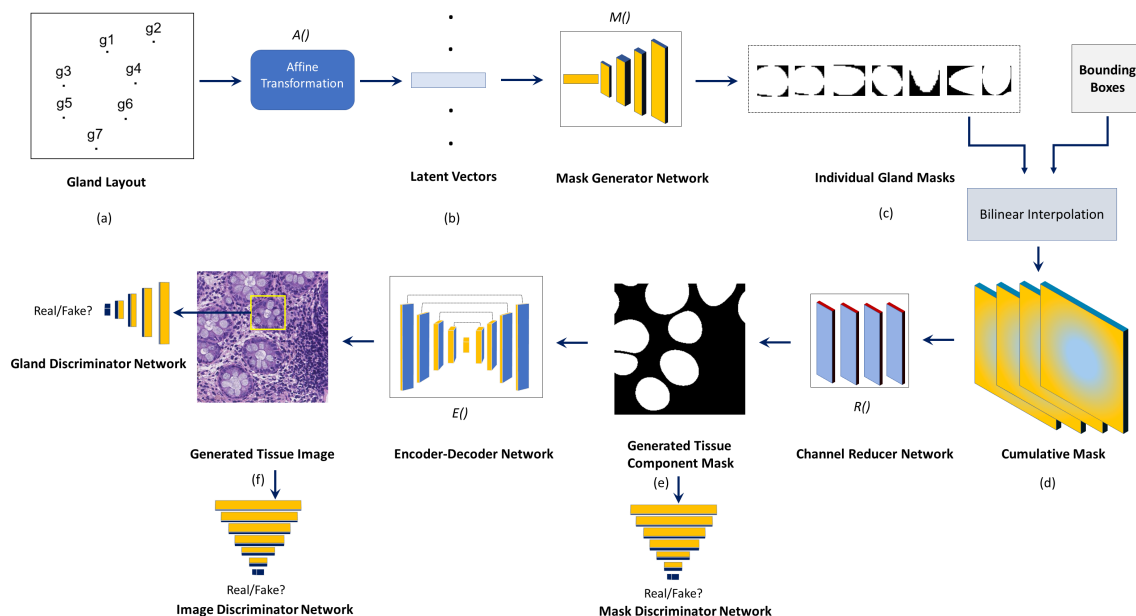 g1
g2
g3
g4
g5
g6
g7
Gland Layout
(a)
A()
Affine
Transformation
Latent Vectors
(b)
M()
Mask Generator Network
Individual Gland Masks
(c)
Bounding
Boxes
Bilinear Interpolation
Cumulative Mask
(d)
R()
Channel Reducer Network
Generated Tissue
Component Mask
(e)
Real/Fake?
Mask Discriminator Network
E()
Encoder-Decoder Network
Generated Tissue Image
(f)
Real/Fake?
Image Discriminator Network
Real/Fake?
Gland Discriminator Network